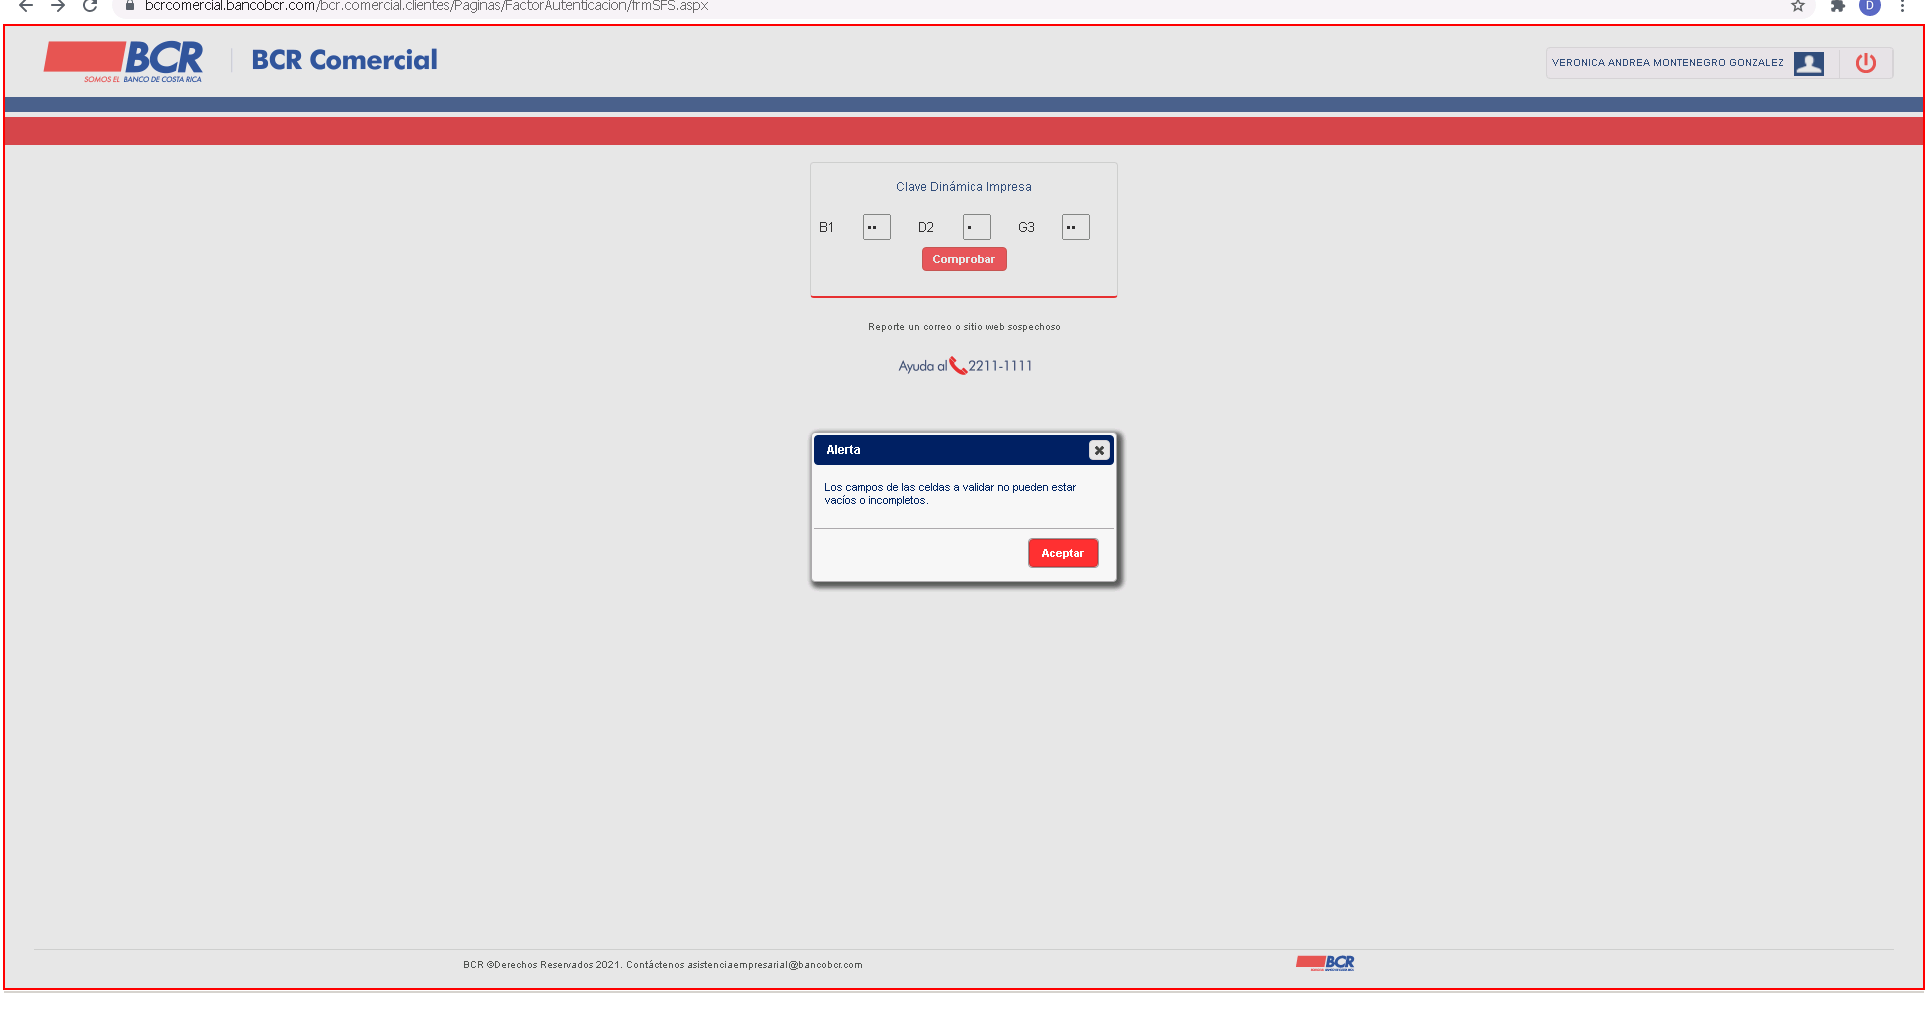 bcrcomercial.bancobcr.com/bcr.comercial.clientes/Paginas/FactorAutenticacion/frmSFS.aspx
D
BCR
SOMOS EL BANCO DE COSTA RICA
BCR Comercial
VERONICA ANDREA MONTENEGRO GONZALEZ
Clave Dinámica Impresa
B1 •• D2 • G3 ••
Comprobar
Reporte un correo o sitio web sospechoso
Ayuda al 2211-1111
Alerta
Los campos de las celdas a validar no pueden estar
vacíos o incompletos.
Aceptar
BCR ©Derechos Reservados 2021. Contáctenos asistenciaempresarial@bancobcr.com
BCR